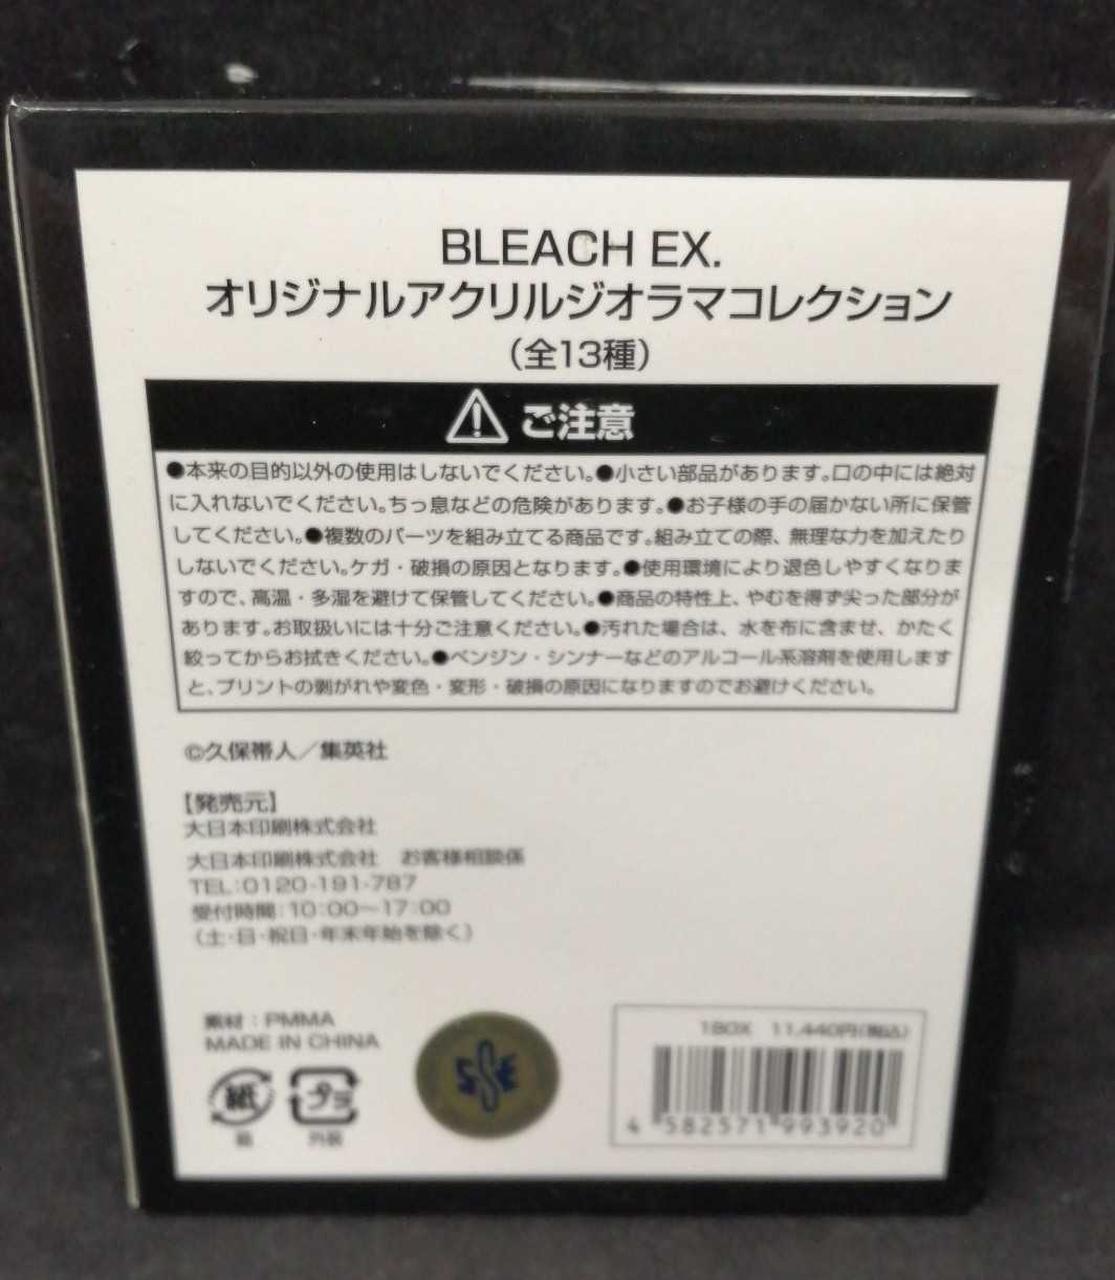 BLEACH EX.
オリジナルアクリルジオラマコレクション
(全13種)
ご注意
●本来の目的以外の使用はしないでください。●小さい部品があります。口の中には絶対
に入れないでください。ちっ息などの危険があります。●お子様の手の届かない所に保管
してください。●複数のパーツを組み立てる商品です。組み立ての際、無理な力を加えたり
しないでください。ケガ・破損の原因となります。●使用環境により退色しやすくなりま
すので、高温・多湿を避けて保管してください。●商品の特性上、やむを得ず尖った部分が
あります。お取扱いには十分ご注意ください。●汚れた場合は、水を布に含ませ、かたく
絞ってからお拭きください。●ベンジン・シンナーなどのアルコール系溶剤を使用します
と、プリントの剥がれや変色・変形・破損の原因になりますのでお避けください。
©久保帯人／集英社
【発売元】
大日本印刷株式会社
大日本印刷株式会社　お客様相談係
TEL:0120-191-787
受付時間:10:00〜17:00
(土・日・祝日・年末年始を除く)
素材：PMMA
MADE IN CHINA
紙 プラ
箱 外装
1BOX 11,440円(税込)
4 582571 993920